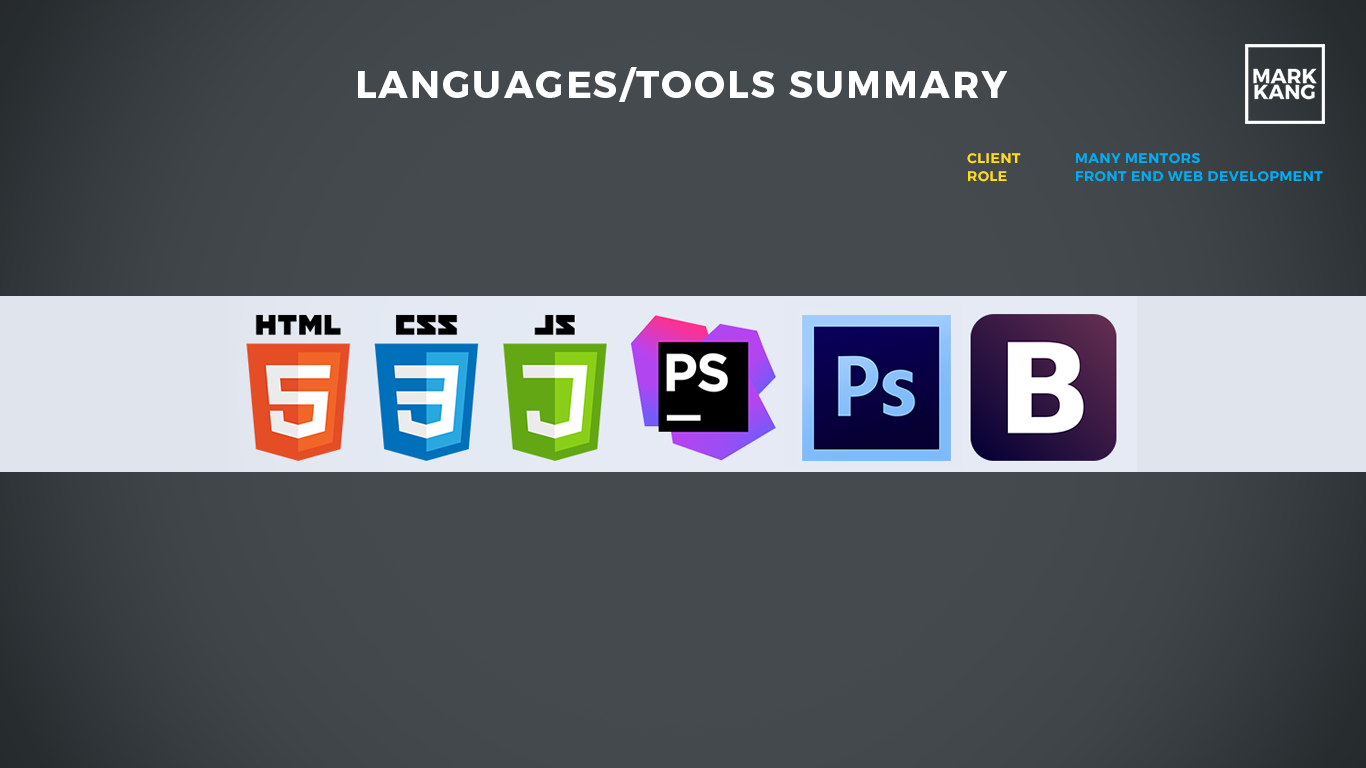 LANGUAGES/TOOLS SUMMARY
MARK
KANG
CLIENT MANY MENTORS
ROLE FRONT END WEB DEVELOPMENT
HTML CSS JS
5 3 J PS Ps B